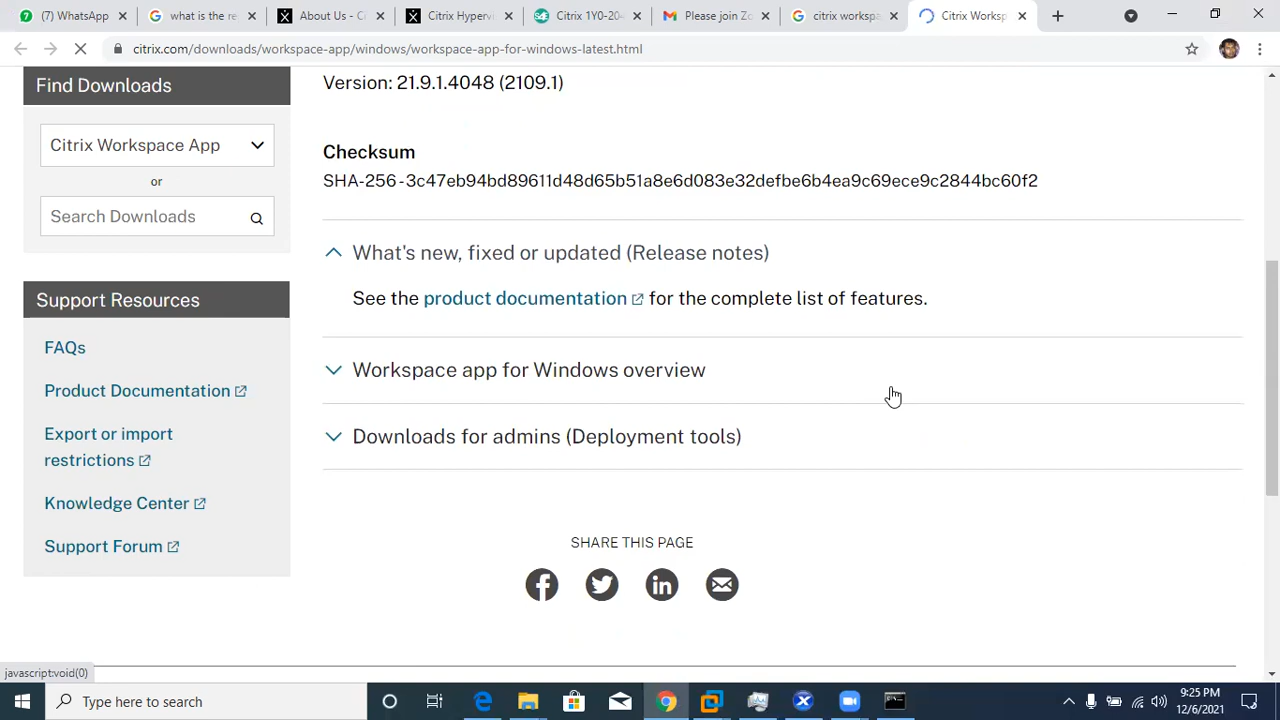 (7) WhatsApp
what is the re
About Us - C
Citrix Hypervi
Citrix 1Y0-20
Please join Zo
citrix workspa
Citrix Works
citrix.com/downloads/workspace-app/windows/workspace-app-for-windows-latest.html
Find Downloads
Citrix Workspace App
or
Search Downloads
Support Resources
FAQs
Product Documentation
Export or import
restrictions
Knowledge Center
Support Forum
Version: 21.9.1.4048 (2109.1)
Checksum
SHA-256 - 3c47eb94bd89611d48d65b51a8e6d083e32defbe6b4ea9c69ece9c2844bc60f2
What's new, fixed or updated (Release notes)
See the product documentation for the complete list of features.
Workspace app for Windows overview
Downloads for admins (Deployment tools)
SHARE THIS PAGE
javascript:void(0)
Type here to search
9:25 PM
12/6/2021